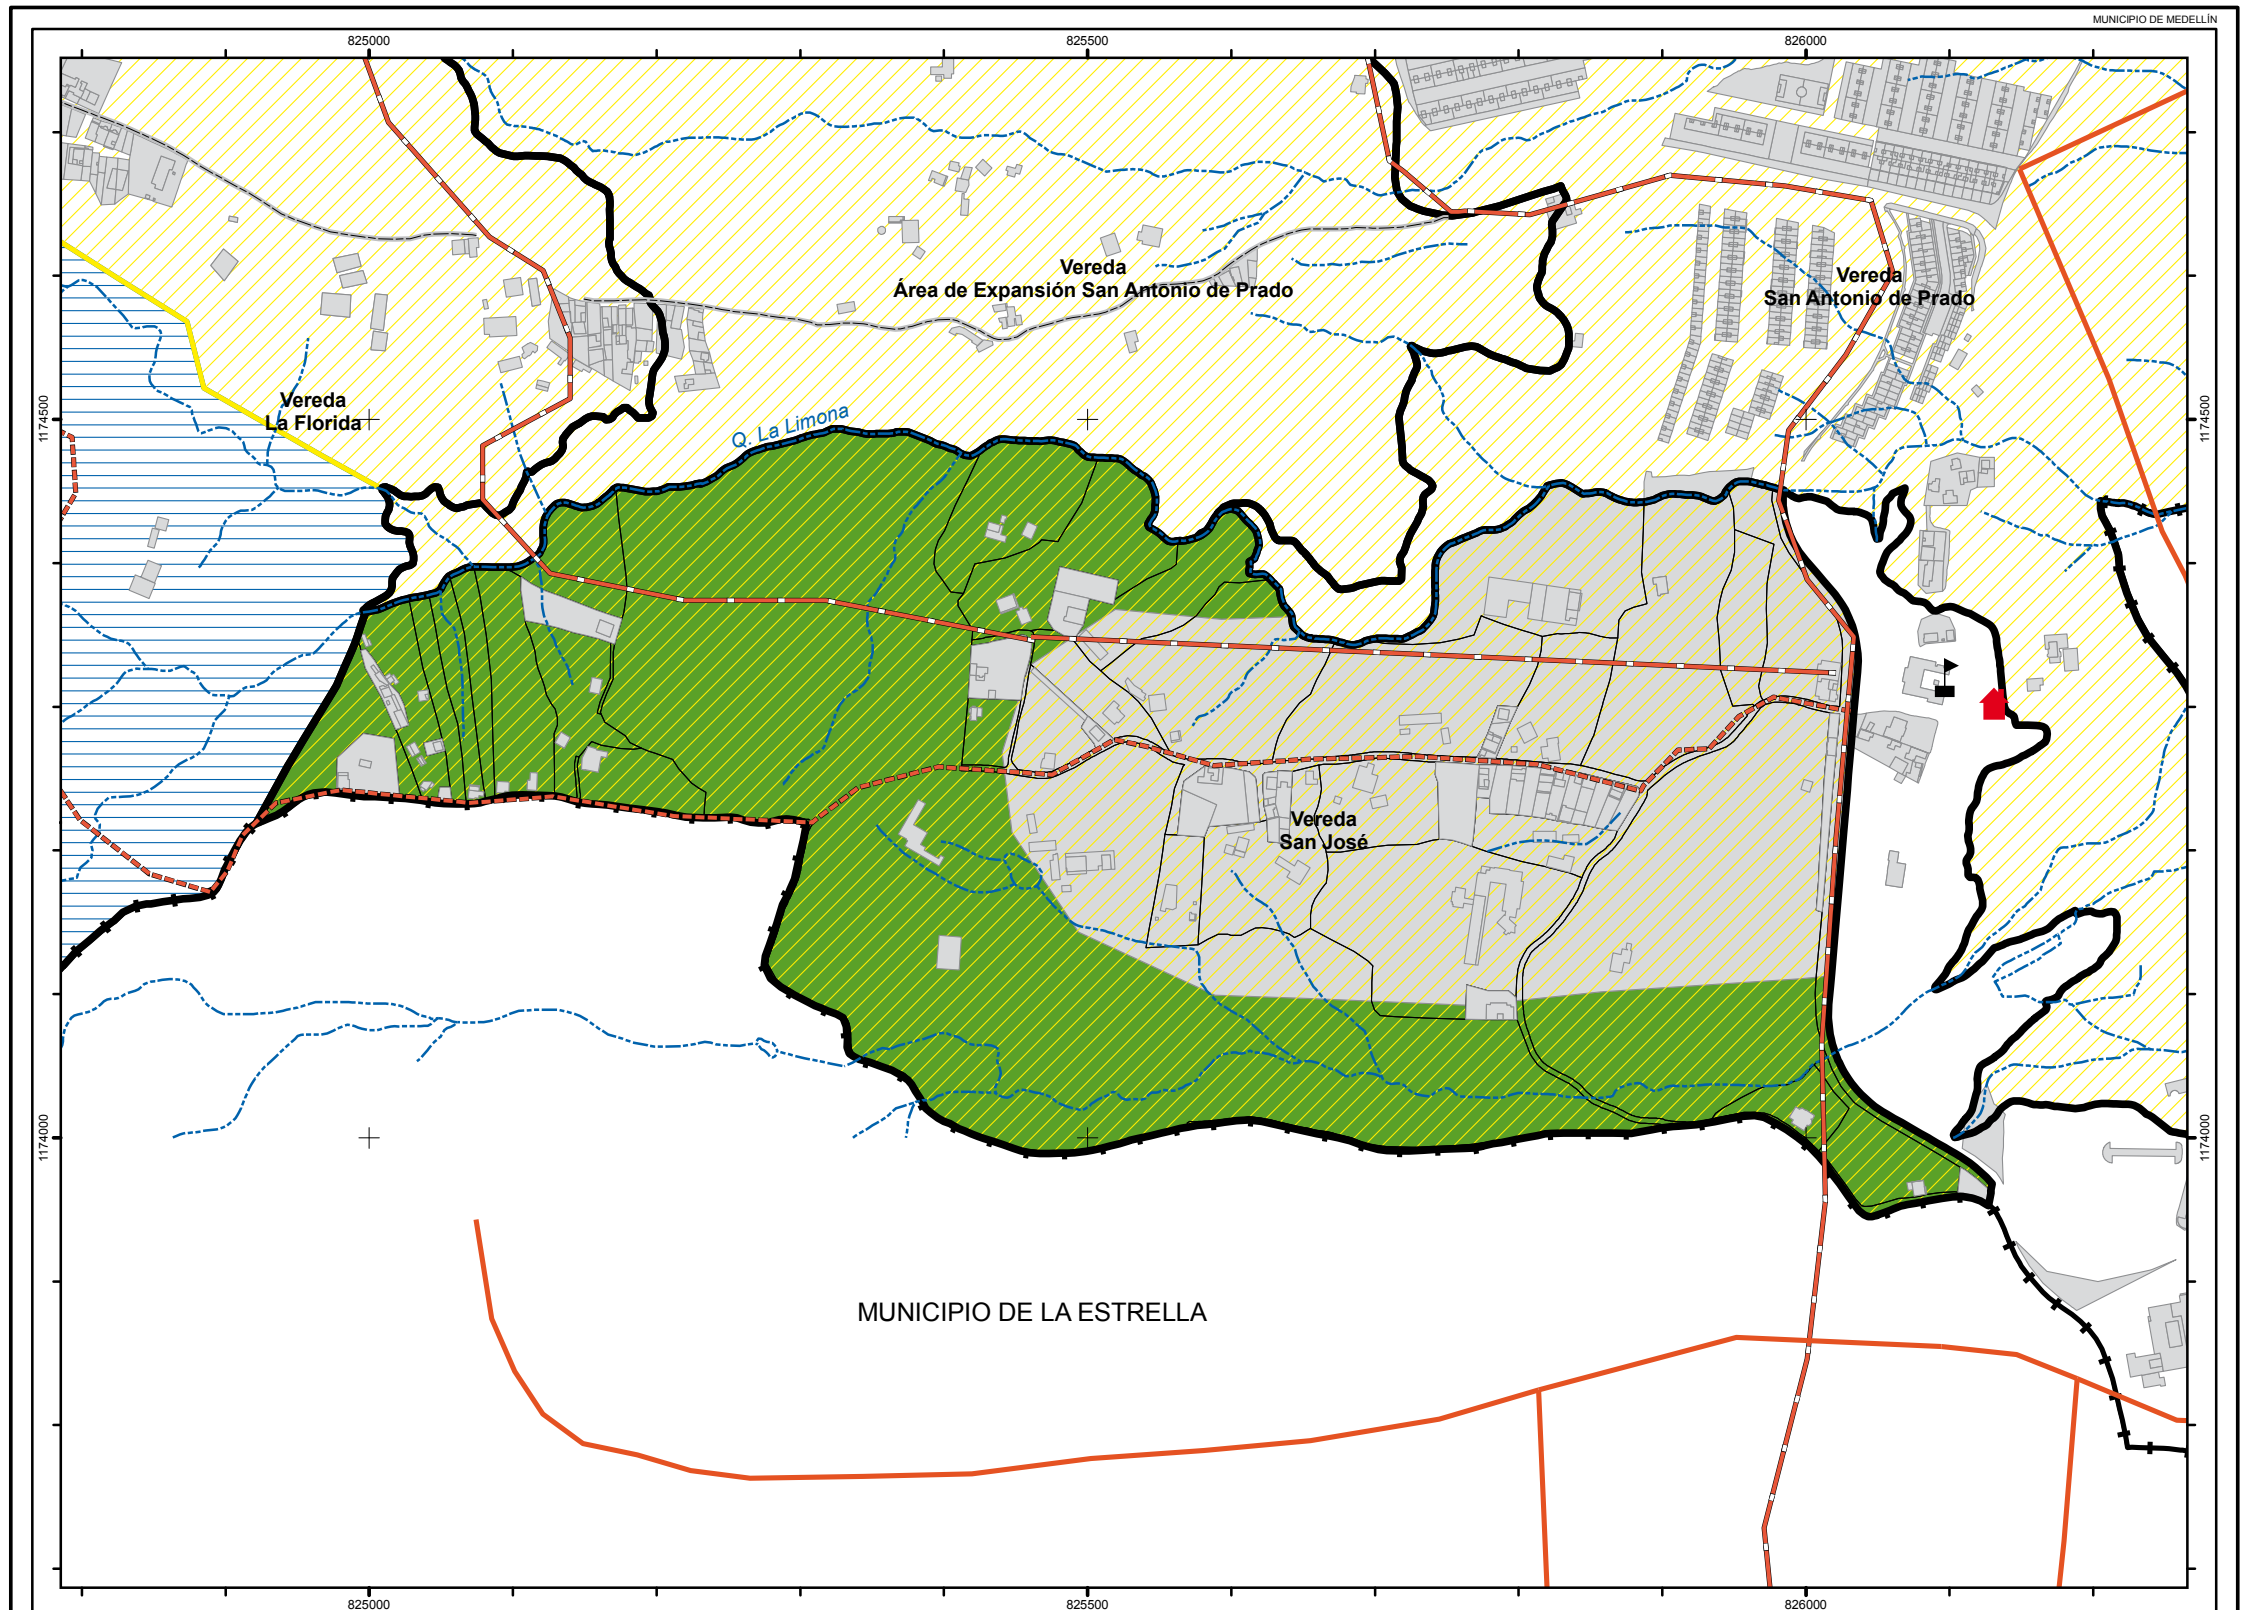 MUNICIPIO DE MEDELLÍN
825000
825500
826000
Vereda
Área de Expansión San Antonio de Prado
Vereda
San Antonio de Prado
Vereda
La Florida
1174500
1174500
Q. La Limona
Vereda
San José
1174000
1174000
MUNICIPIO DE LA ESTRELLA
825000
825500
826000